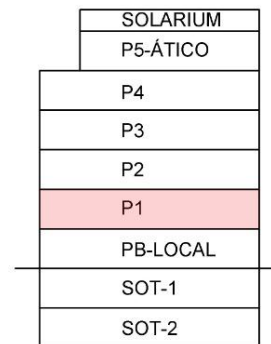 SOLARIUM
P5-ÁTICO
P4
P3
P2
P1
PB-LOCAL
SOT-1
SOT-2